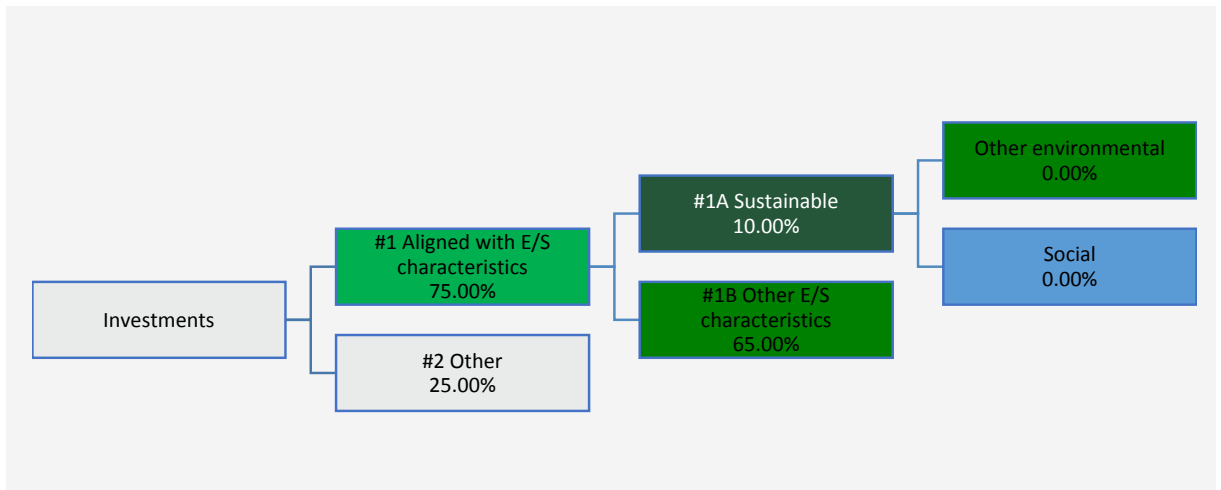 Investments
#1 Aligned with E/S
characteristics
75.00%
#2 Other
25.00%
#1A Sustainable
10.00%
#1B Other E/S
characteristics
65.00%
Other environmental
0.00%
Social
0.00%